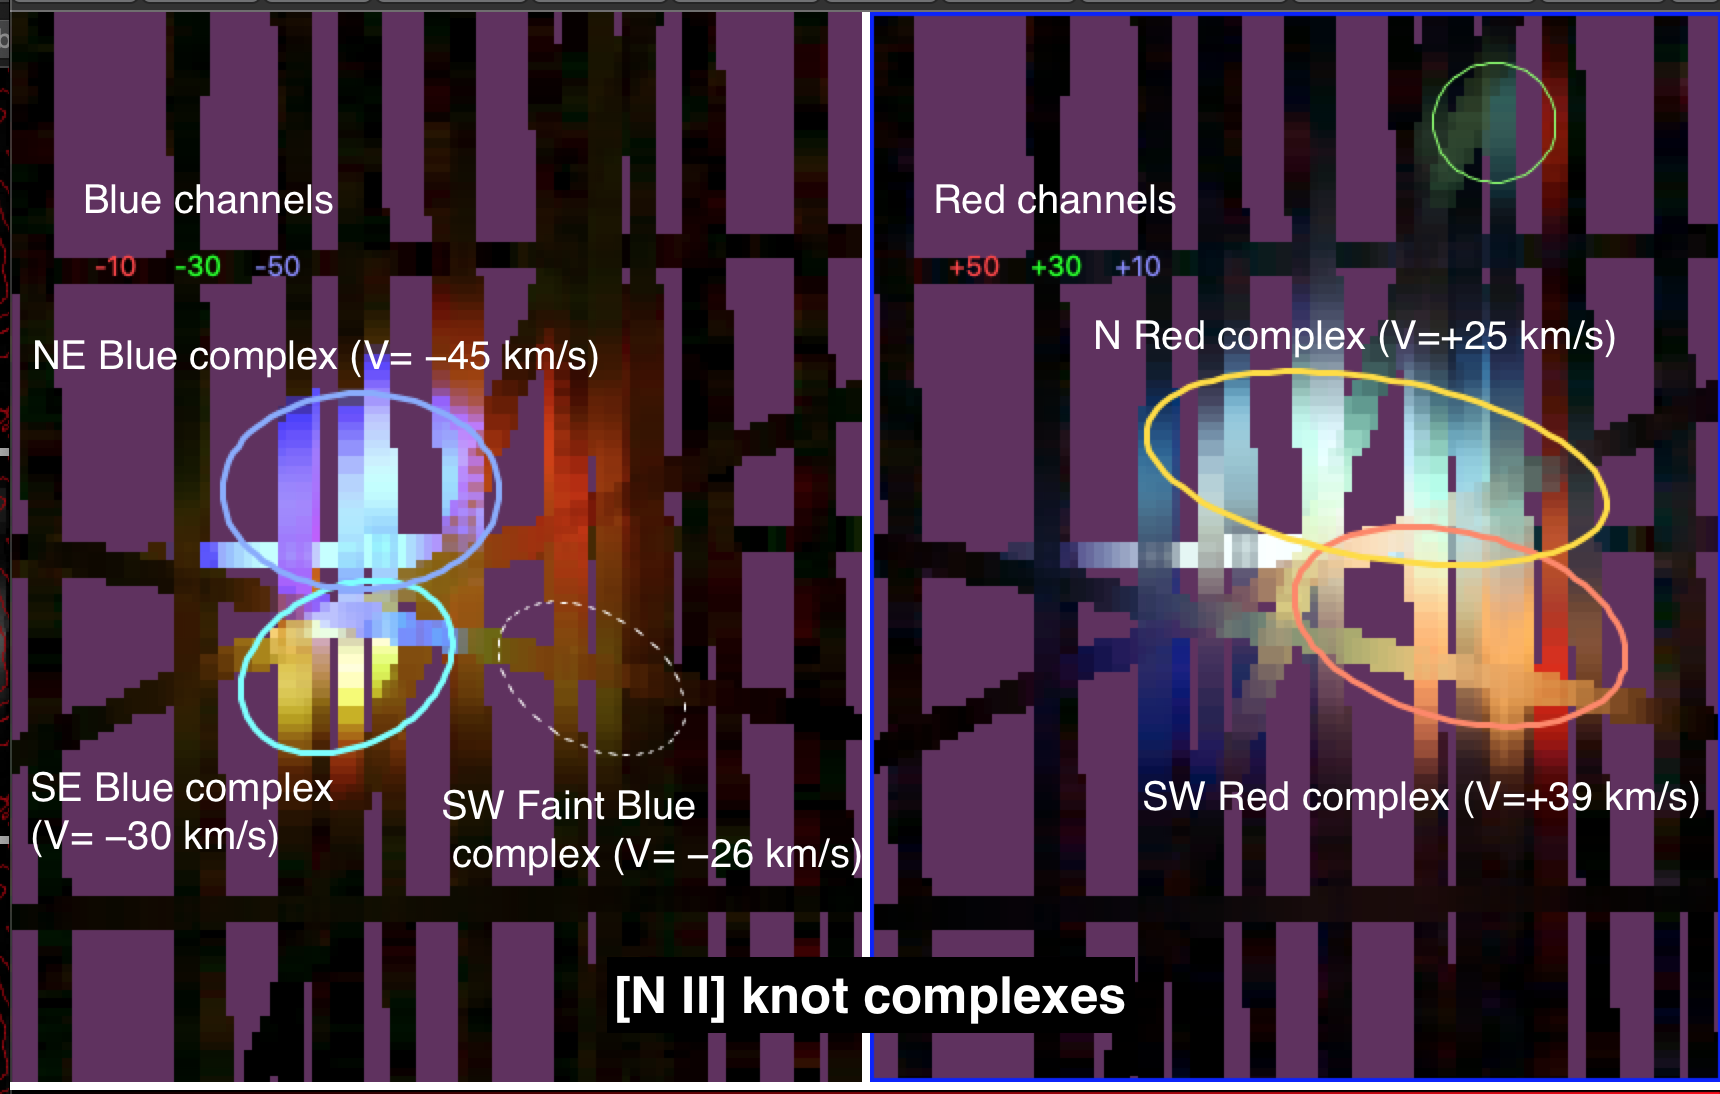 Blue channels
-10 -30 -50
NE Blue complex (V= −45 km/s)
SE Blue complex
(V= −30 km/s)
SW Faint Blue
complex (V= −26 km/s)
Red channels
+50 +30 +10
N Red complex (V=+25 km/s)
SW Red complex (V=+39 km/s)
[N II] knot complexes